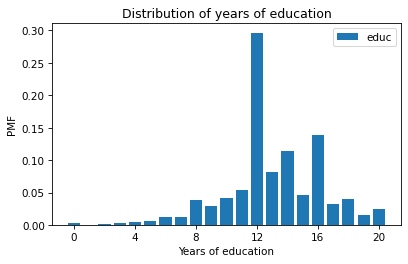 Distribution of years of education
educ
PMF
0.30
0.25
0.20
0.15
0.10
0.05
0.00
0 4 8 12 16 20
Years of education